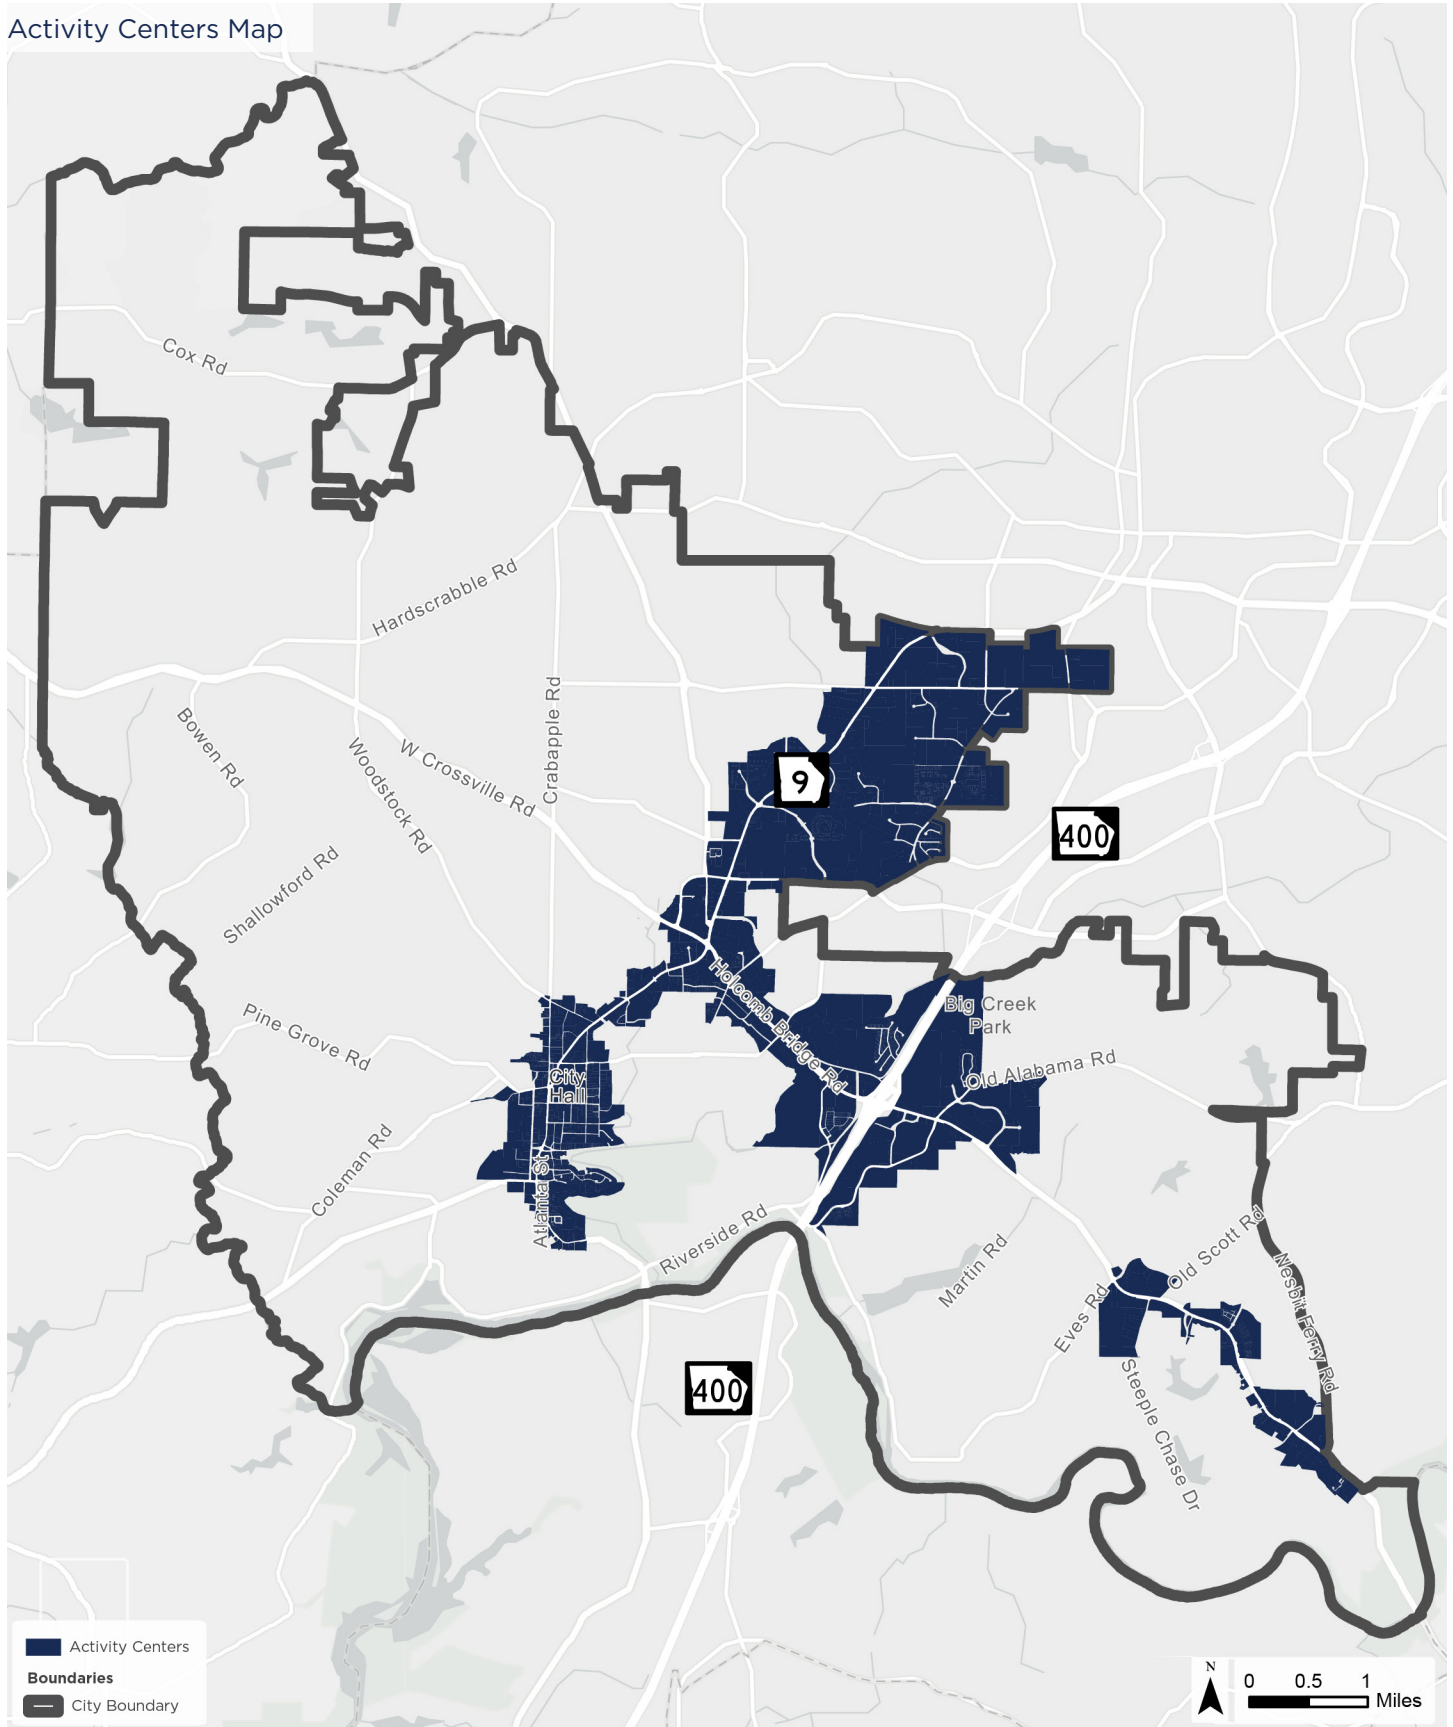 Activity Centers Map
Cox Rd
Hardscrabble Rd
Crabapple Rd
Bowen Rd
Woodstock Rd
W Crossville Rd
9
400
Shallowford Rd
Holcomb Bridge Rd
Big Creek
Park
Pine Grove Rd
Old Alabama Rd
City
Hall
Coleman Rd
Atlanta St
Riverside Rd
Martin Rd
Old Scott Rd
Eves Rd
Nesbit Ferry Rd
400
Steeple Chase Dr
Activity Centers
Boundaries
City Boundary
N
0 0.5 1
Miles